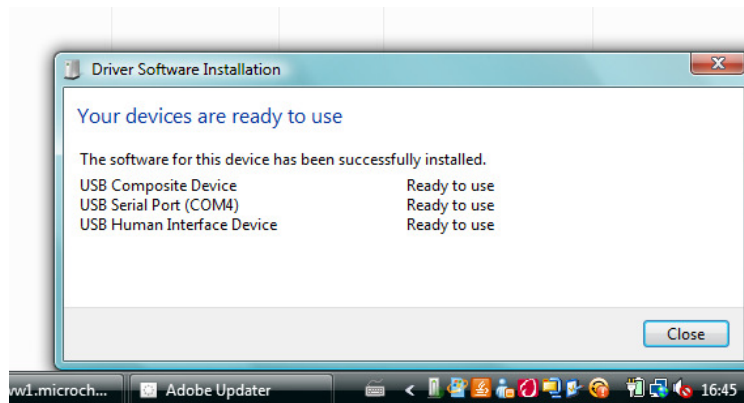 Driver Software Installation
Your devices are ready to use
The software for this device has been successfully installed.
USB Composite Device Ready to use
USB Serial Port (COM4) Ready to use
USB Human Interface Device Ready to use
Close
vw1.microch... Adobe Updater < 16:45